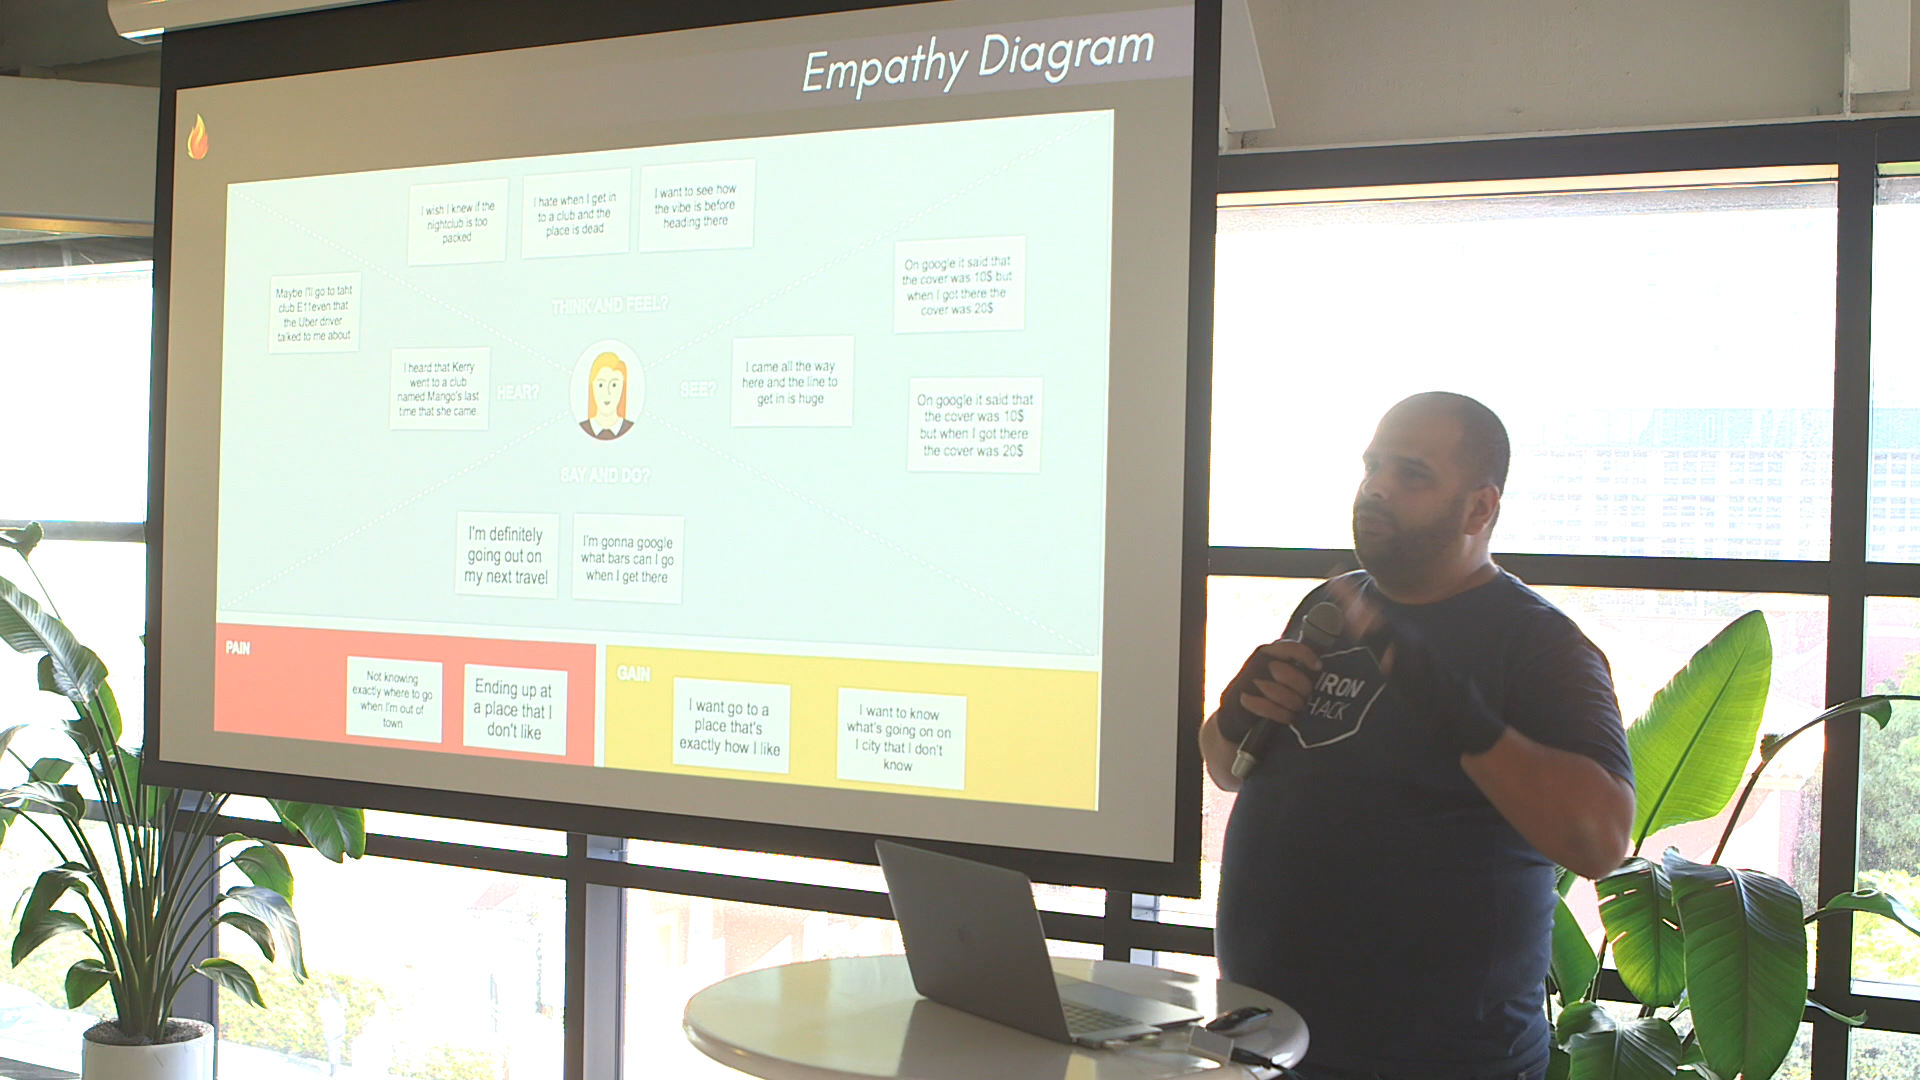 Empathy Diagram
I wish I knew if the
nightclub is too
packed
I hate when I get in
to a club and the
place is dead
I want to see how
the vibe is before
heading there
On google it said that
the cover was 10$ but
when I got there the
cover was 20$
Maybe I'll go to taht
club E11even that
the Uber driver
talked to me about
THINK AND FEEL?
I heard that Kerry
went to a club
named Mango's last
time that she came.
HEAR?
SEE?
I came all the way
here and the line to
get in is huge
On google it said that
the cover was 10$
but when I got there
the cover was 20$
SAY AND DO?
I'm definitely
going out on
my next travel
I'm gonna google
what bars can I go
when I get there
PAIN
Not knowing
exactly where to go
when I'm out of
town
Ending up at
a place that I
don't like
GAIN
I want go to a
place that's
exactly how I like
I want to know
what's going on on
I city that I don't
know
IRON
HACK